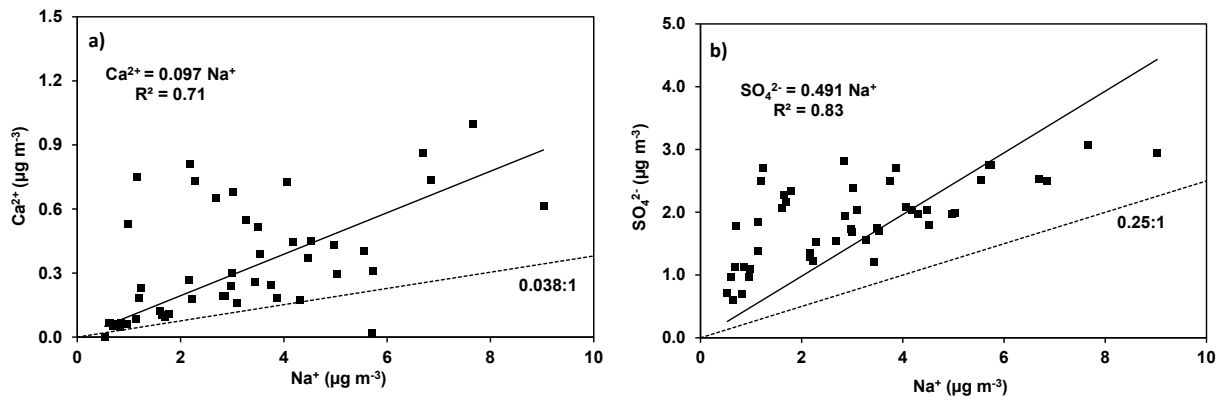 a)
Ca²⁺ = 0.097 Na⁺
R² = 0.71
1.5
1.2
0.9
0.6
0.3
0.0
Ca²⁺ (µg m⁻³)
0.038:1
0 2 4 6 8 10
Na⁺ (µg m⁻³)
b)
SO₄²⁻ = 0.491 Na⁺
R² = 0.83
5.0
4.0
3.0
2.0
1.0
0.0
SO₄²⁻ (µg m⁻³)
0.25:1
0 2 4 6 8 10
Na⁺ (µg m⁻³)